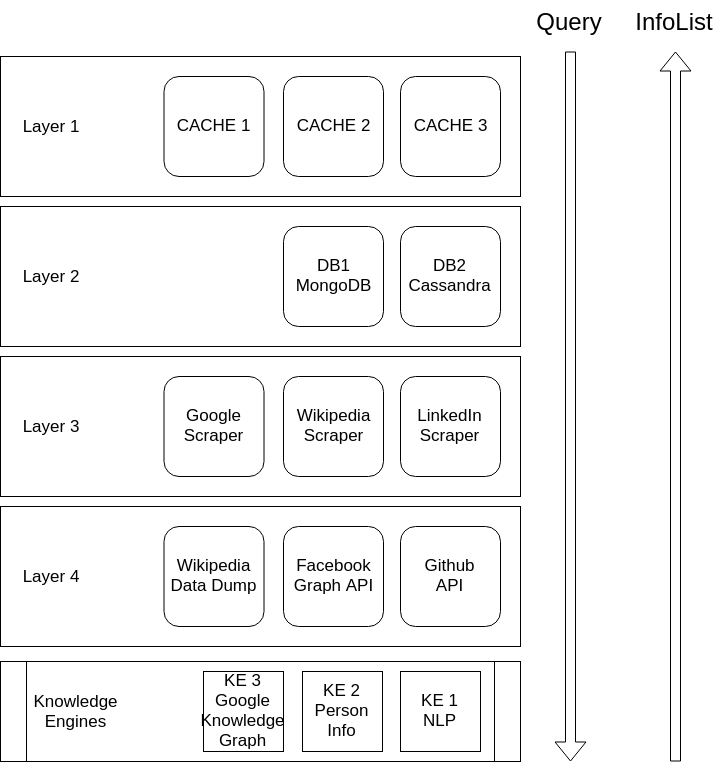 Query InfoList
Layer 1
CACHE 1
CACHE 2
CACHE 3
Layer 2
DB1
MongoDB
DB2
Cassandra
Layer 3
Google
Scraper
Wikipedia
Scraper
LinkedIn
Scraper
Layer 4
Wikipedia
Data Dump
Facebook
Graph API
Github
API
Knowledge
Engines
KE 3
Google
Knowledge
Graph
KE 2
Person
Info
KE 1
NLP